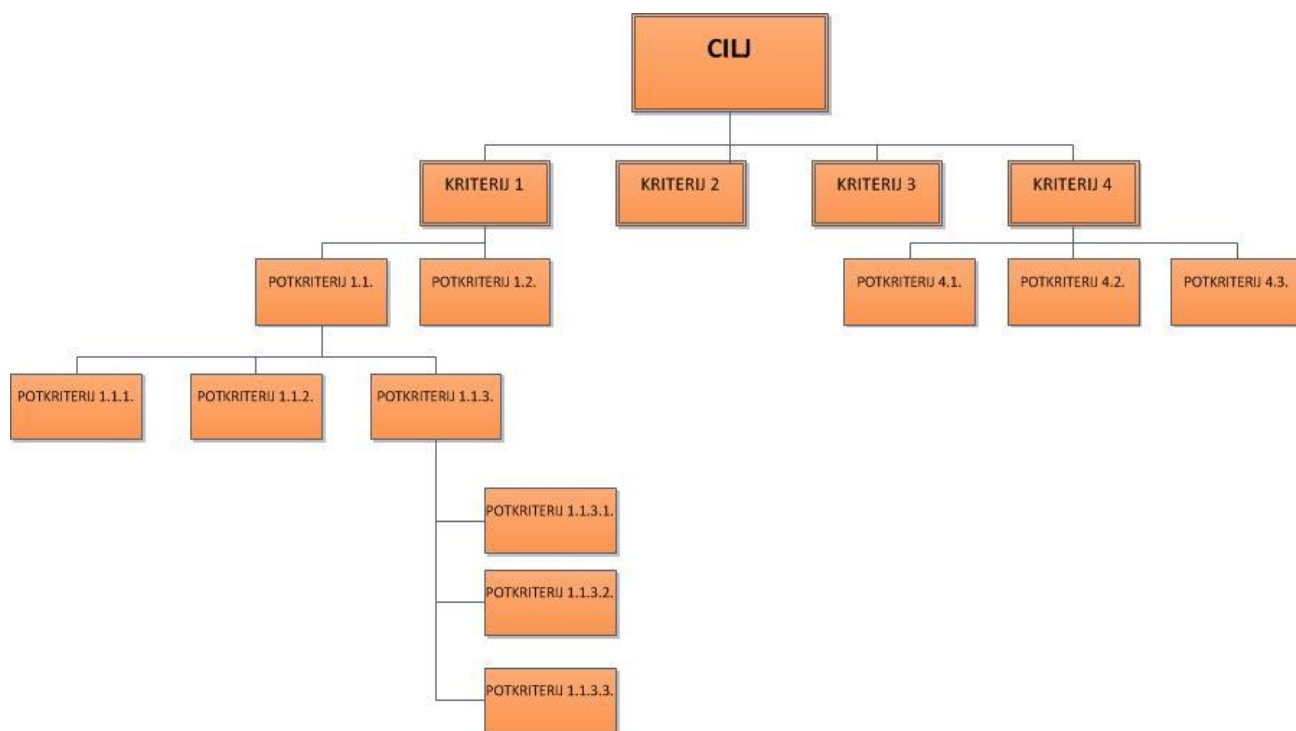 CILJ
KRITERIJ 1
KRITERIJ 2
KRITERIJ 3
KRITERIJ 4
POTKRITERIJ 1.1.
POTKRITERIJ 1.2.
POTKRITERIJ 4.1.
POTKRITERIJ 4.2.
POTKRITERIJ 4.3.
POTKRITERIJ 1.1.1.
POTKRITERIJ 1.1.2.
POTKRITERIJ 1.1.3.
POTKRITERIJ 1.1.3.1.
POTKRITERIJ 1.1.3.2.
POTKRITERIJ 1.1.3.3.